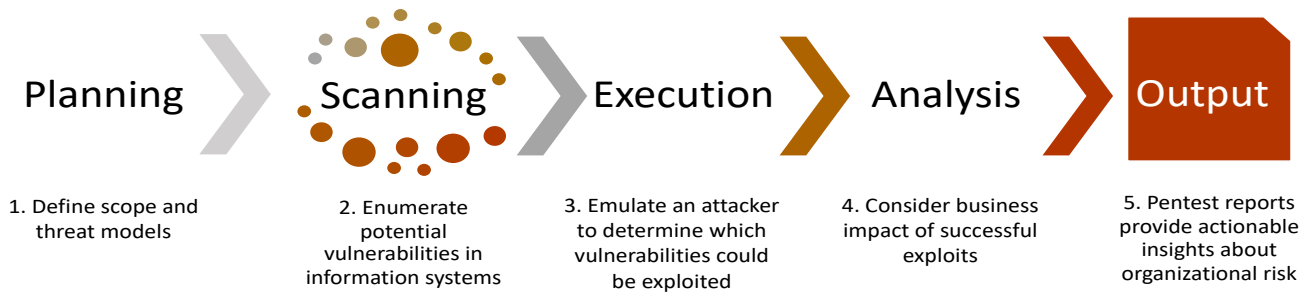 Planning
Scanning
Execution
Analysis
Output
1. Define scope and
threat models
2. Enumerate
potential
vulnerabilities in
information systems
3. Emulate an attacker
to determine which
vulnerabilities could
be exploited
4. Consider business
impact of successful
exploits
5. Pentest reports
provide actionable
insights about
organizational risk